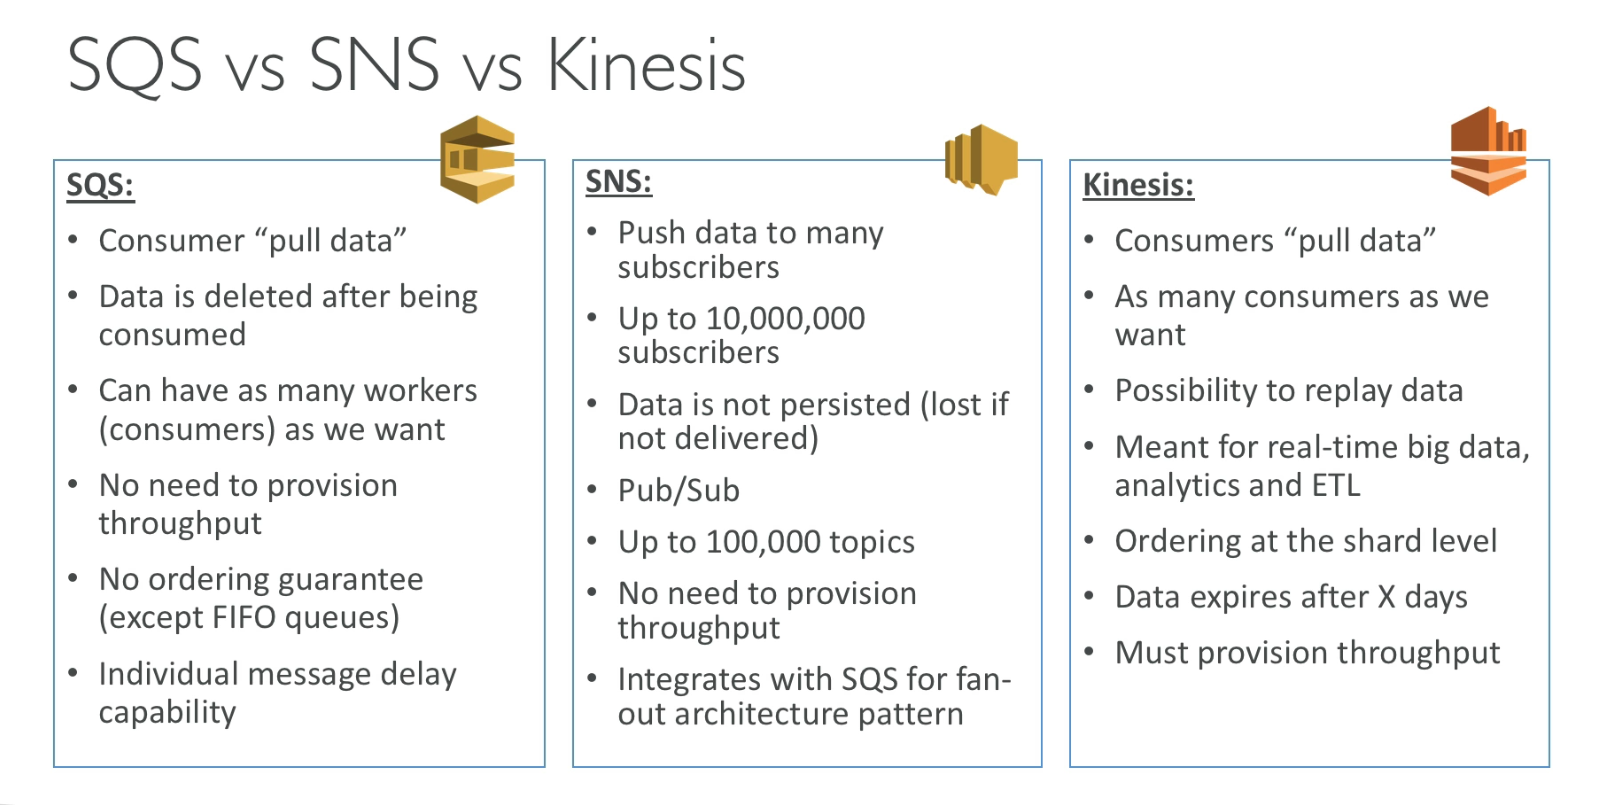 SQS vs SNS vs Kinesis
SQS:
• Consumer “pull data”
• Data is deleted after being
consumed
• Can have as many workers
(consumers) as we want
• No need to provision
throughput
• No ordering guarantee
(except FIFO queues)
• Individual message delay
capability
SNS:
• Push data to many
subscribers
• Up to 10,000,000
subscribers
• Data is not persisted (lost if
not delivered)
• Pub/Sub
• Up to 100,000 topics
• No need to provision
throughput
• Integrates with SQS for fan-
out architecture pattern
Kinesis:
• Consumers “pull data”
• As many consumers as we
want
• Possibility to replay data
• Meant for real-time big data,
analytics and ETL
• Ordering at the shard level
• Data expires after X days
• Must provision throughput